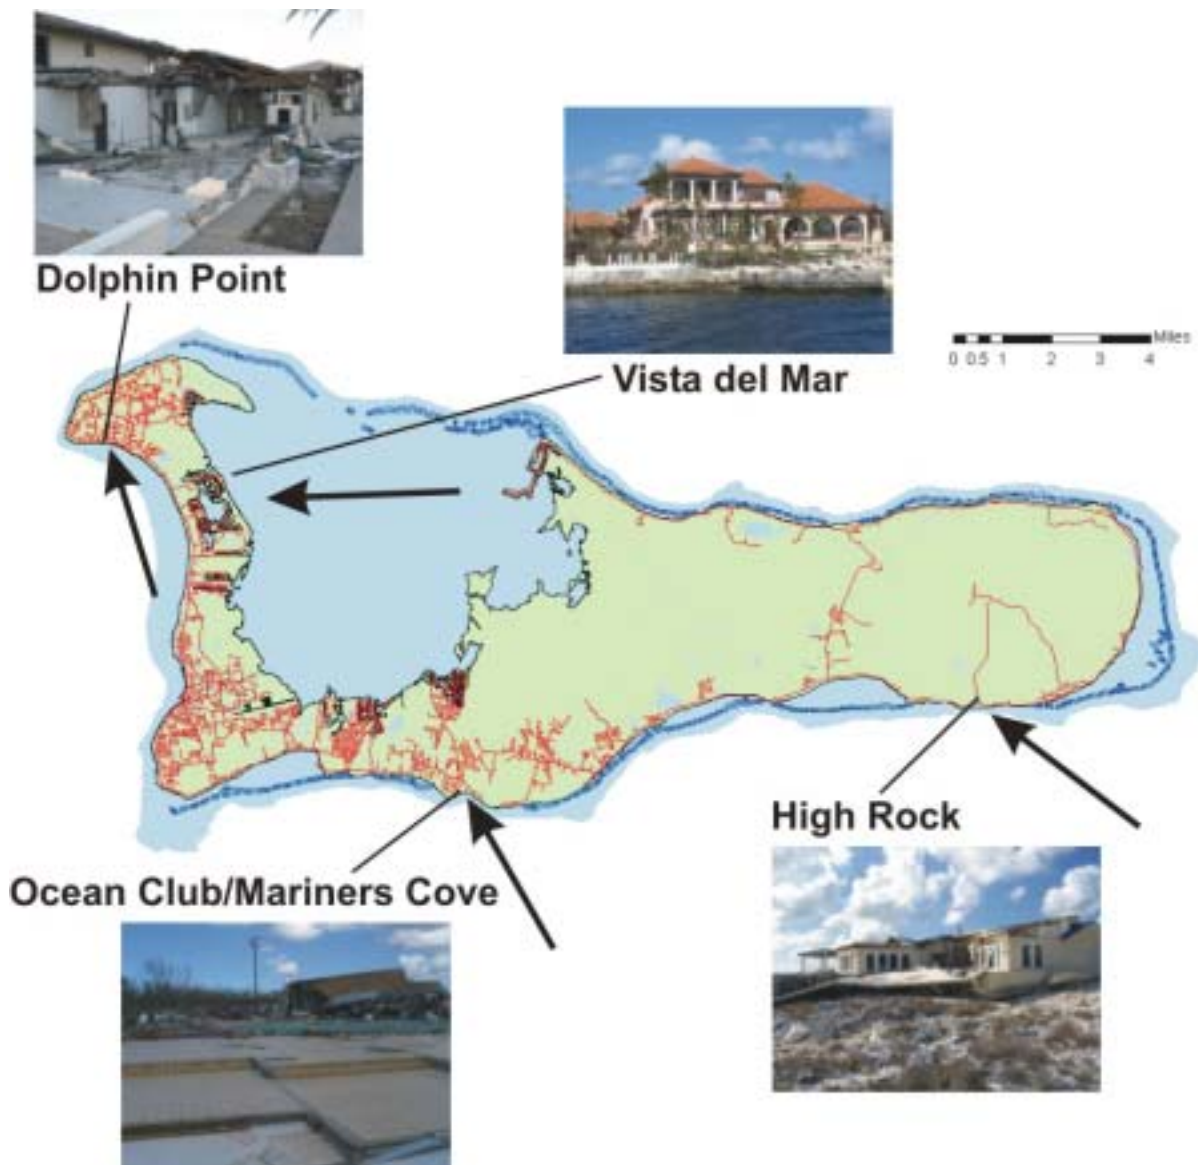 Dolphin Point
Vista del Mar
Miles
0 0.5 1 2 3 4
High Rock
Ocean Club/Mariners Cove